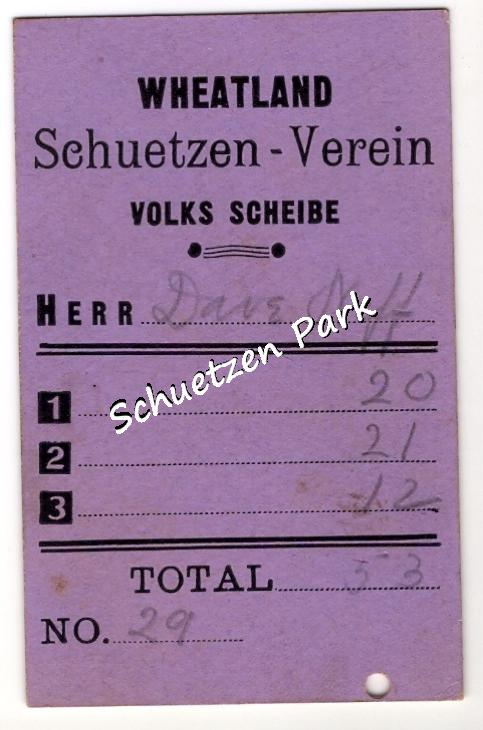 WHEATLAND
Schuetzen - Verein
VOLKS SCHEIBE
HERR Dave
Schuetzen Park
1 20
2 21
3 12
TOTAL 53
NO. 29